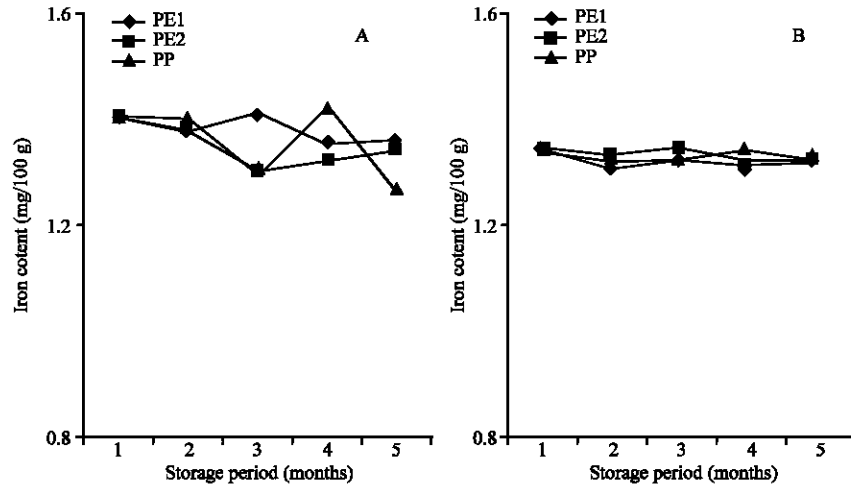 1.6
PE1
PE2
PP
A
1.2
0.8
Iron cotent (mg/100 g)
1 2 3 4 5
Storage period (months)
1.6
PE1
PE2
PP
B
1.2
0.8
Iron cotent (mg/100 g)
1 2 3 4 5
Storage period (months)